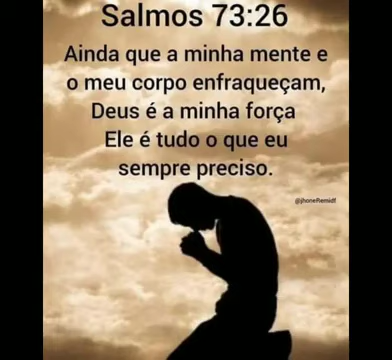 Salmos 73:26
Ainda que a minha mente e
o meu corpo enfraqueçam,
Deus é a minha força
Ele é tudo o que eu
sempre preciso.
@jhoneRemidf